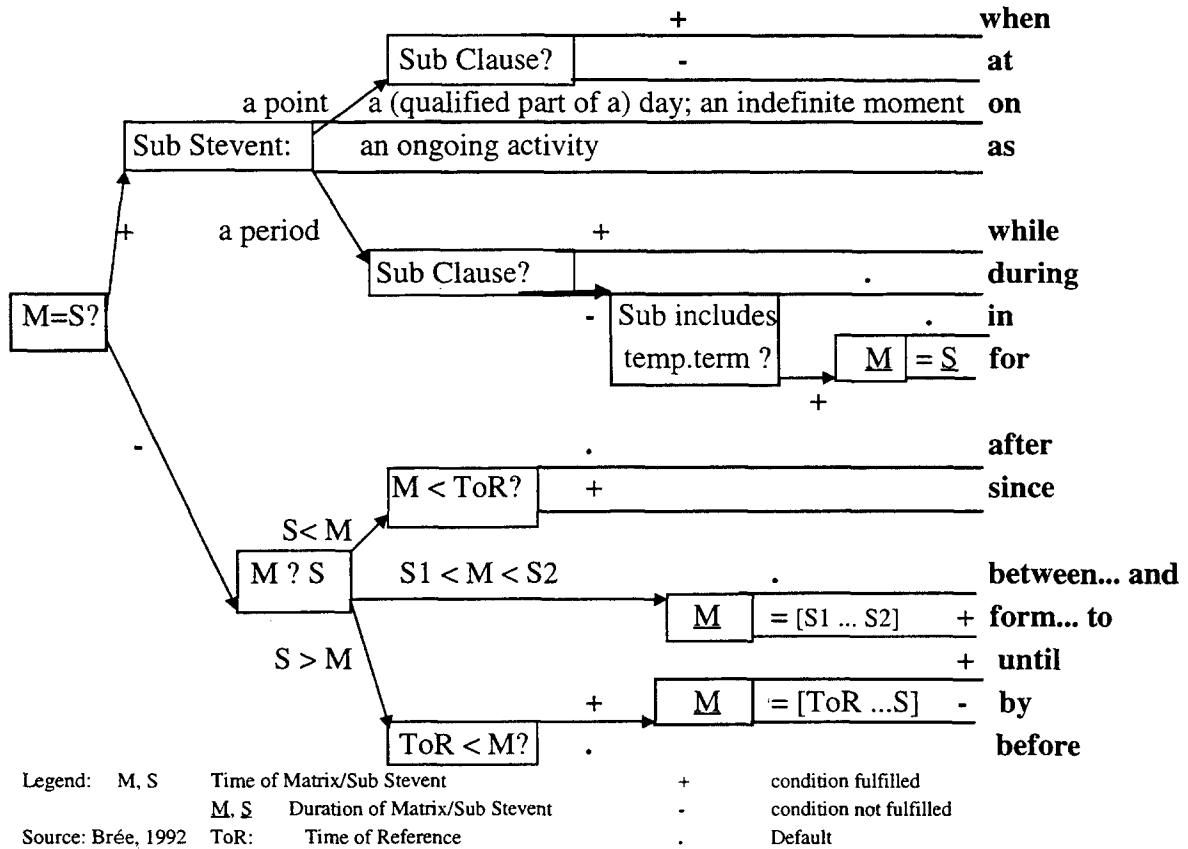 + when
Sub Clause? - at
a point a (qualified part of a) day; an indefinite moment on
Sub Stevent: an ongoing activity as
+ a period + while
Sub Clause? . during
M=S? - Sub includes . in
temp.term ? M = S for
+
- . after
M < ToR? + since
S< M
M ? S S1 < M < S2 . between... and
M = [S1 ... S2] + form... to
S > M + until
+ M = [ToR ...S] - by
ToR < M? . before
Legend: M, S Time of Matrix/Sub Stevent + condition fulfilled
M, S Duration of Matrix/Sub Stevent - condition not fulfilled
Source: Brée, 1992 ToR: Time of Reference . Default